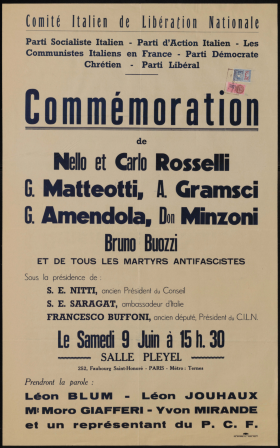 Comité Italien de Libération Nationale
Parti Socialiste Italien - Parti d'Action Italien - Les
Communistes Italiens en France - Parti Démocrate
Chrétien - Parti Libéral
Commémoration
de
Nello et Carlo Rosselli
G. Matteotti, A. Gramsci
G. Amendola, Don Minzoni
Bruno Buozzi
ET DE TOUS LES MARTYRS ANTIFASCISTES
Sous la présidence de :
S. E. NITTI, ancien Président du Conseil
S. E. SARAGAT, ambassadeur d'Italie
FRANCESCO BUFFONI, ancien député, Président du C.I.L.N.
Le Samedi 9 Juin à 15 h. 30
SALLE PLEYEL
252, Faubourg Saint-Honoré - PARIS - Métro : Ternes
Prendront la parole :
Léon BLUM - Léon JOUHAUX
Me Moro GIAFFERI - Yvon MIRANDE
et un représentant du P. C. F.